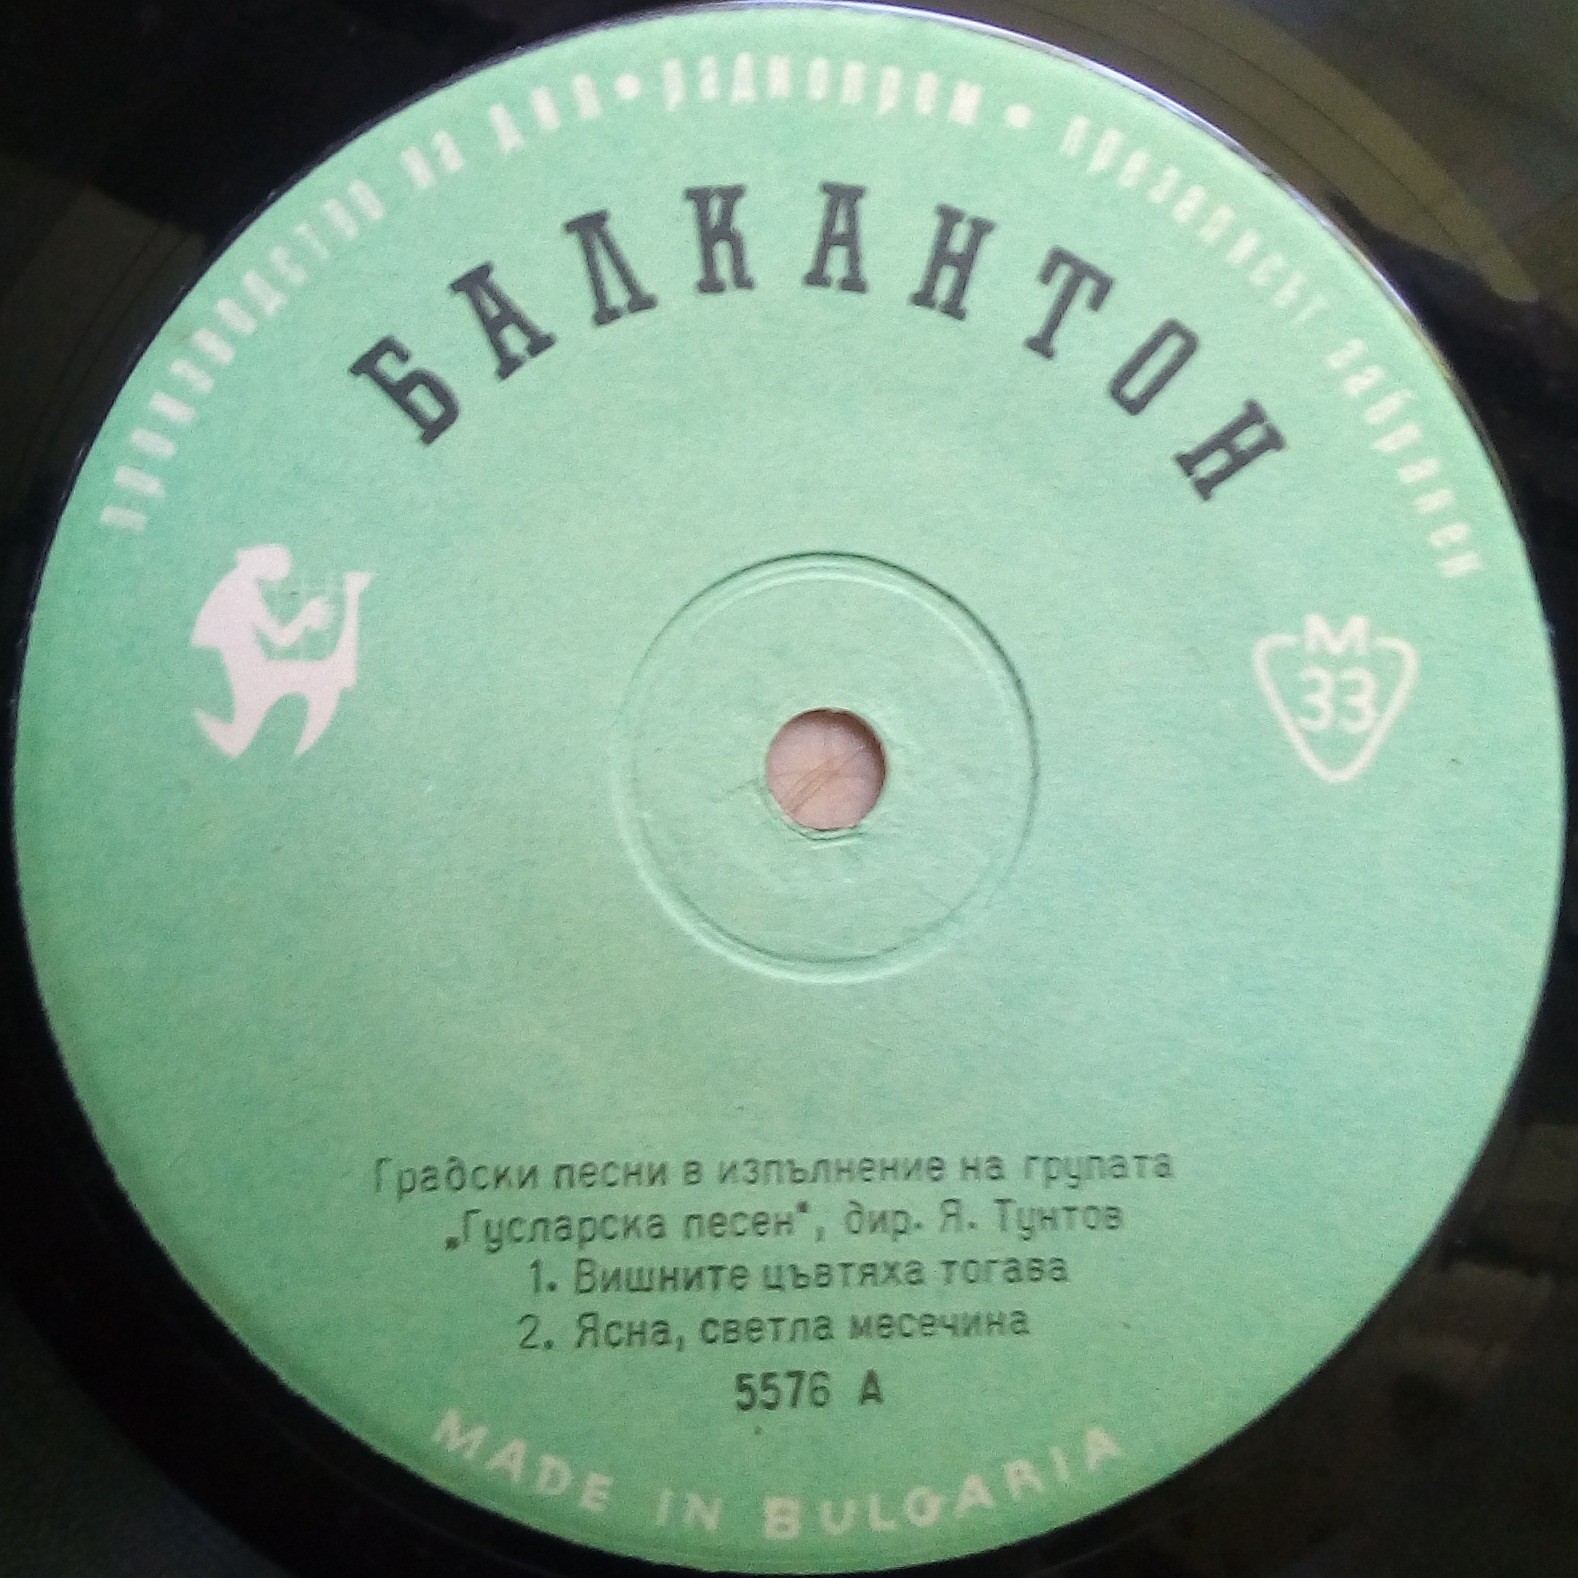 производство на дип • радиопром • презаписът забранен
БАЛКАНТОН
М
33
Градски песни в изпълнение на групата
„Гусларска песен“, дир. Я. Тунтов
1. Вишните цъвтяха тогава
2. Ясна, светла месечина
5576 А
MADE IN BULGARIA